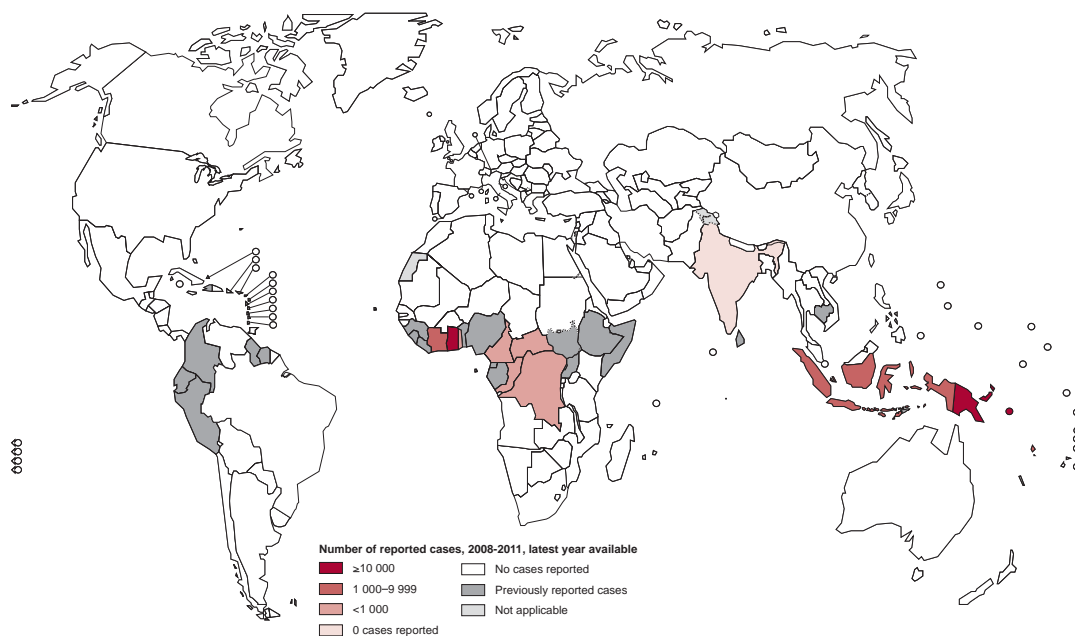 Number of reported cases, 2008-2011, latest year available
≥10 000
1 000–9 999
<1 000
0 cases reported
No cases reported
Previously reported cases
Not applicable